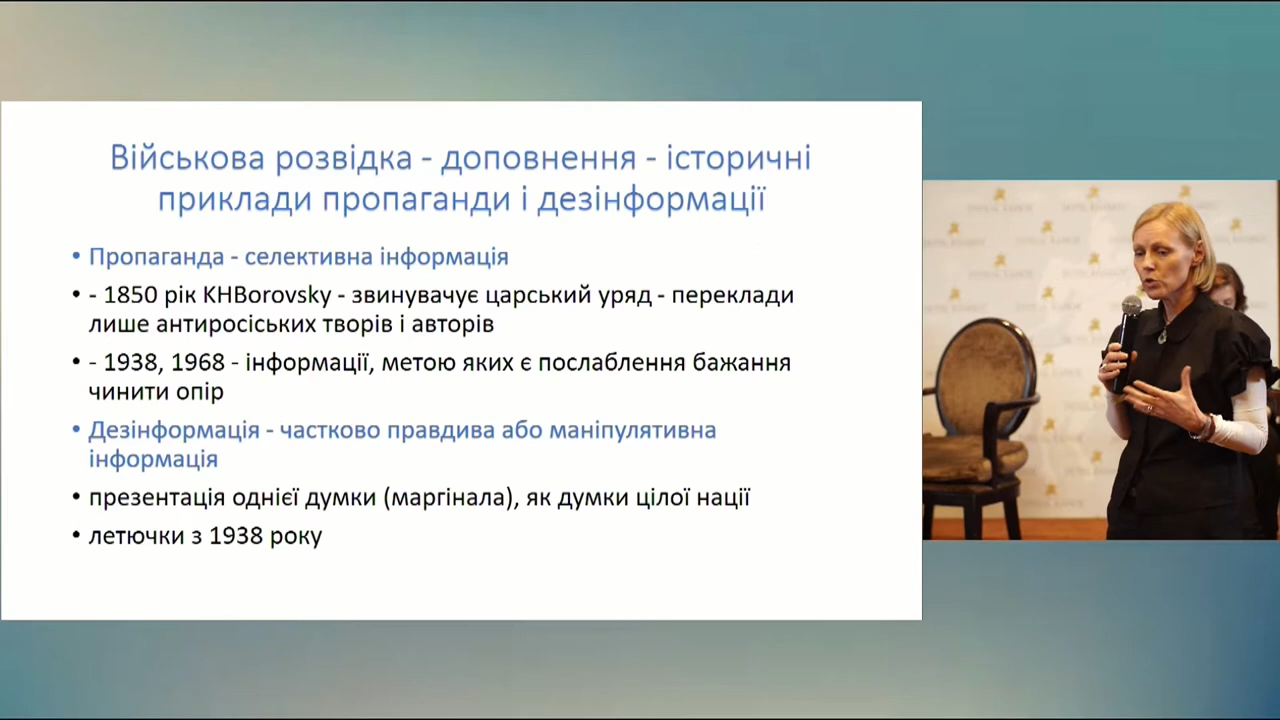 Військова розвідка - доповнення - історичні
приклади пропаганди і дезінформації
• Пропаганда - селективна інформація
• - 1850 рік KHBorovsky - звинувачує царський уряд - переклади
лише антиросіських творів і авторів
• - 1938, 1968 - інформації, метою яких є послаблення бажання
чинити опір
• Дезінформація - частково правдива або маніпулятивна
інформація
• презентація однієї думки (маргінала), як думки цілої нації
• летючки з 1938 року